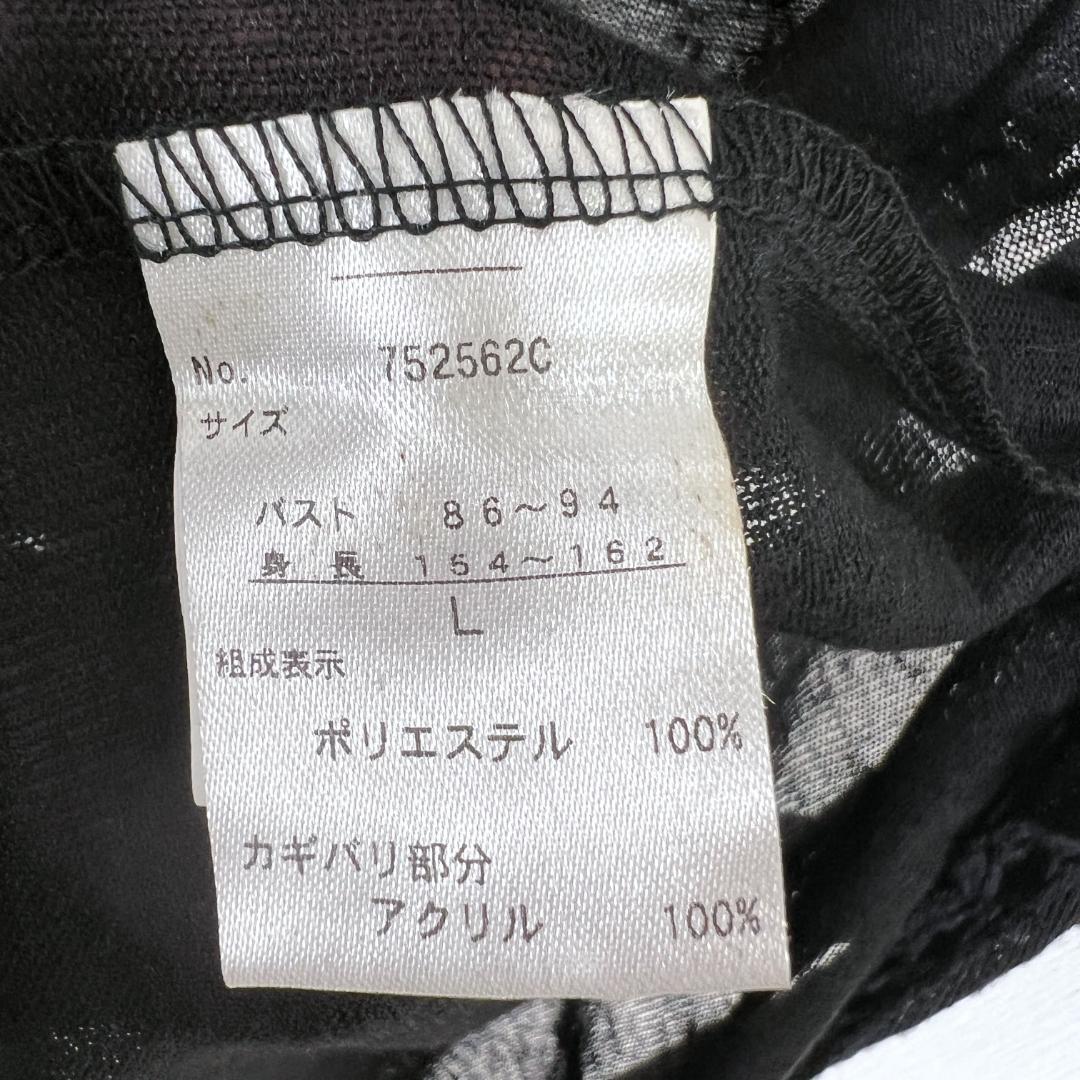 No. 752562C
サイズ
バスト 86～94
身長 154～162
L
組成表示
ポリエステル 100%
カギバリ部分
アクリル 100%